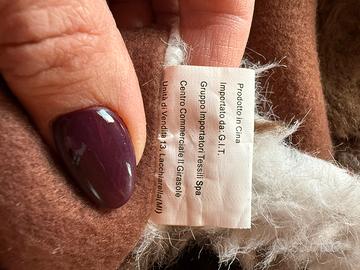 Prodotto in Cina
Importato da: G.I.T.
Gruppo Importatori Tessili Spa
Centro Commerciale Il Girasole
Unità di Vendita 13, Lacchiarella(MI)